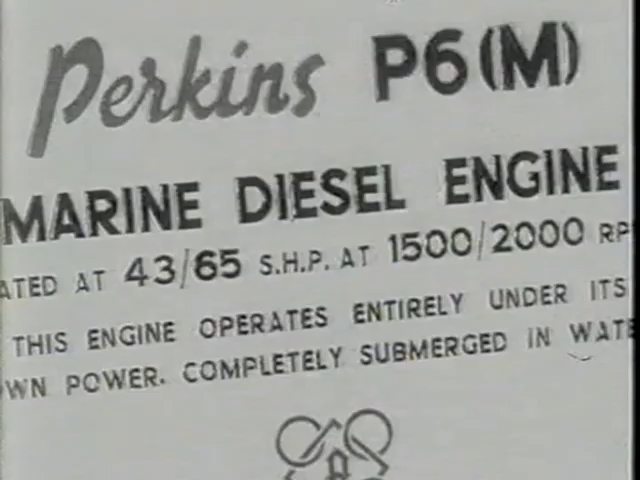 Perkins P6(M)
MARINE DIESEL ENGINE
ATED AT 43/65 S.H.P. AT 1500/2000 RP
THIS ENGINE OPERATES ENTIRELY UNDER ITS
WN POWER. COMPLETELY SUBMERGED IN WATE